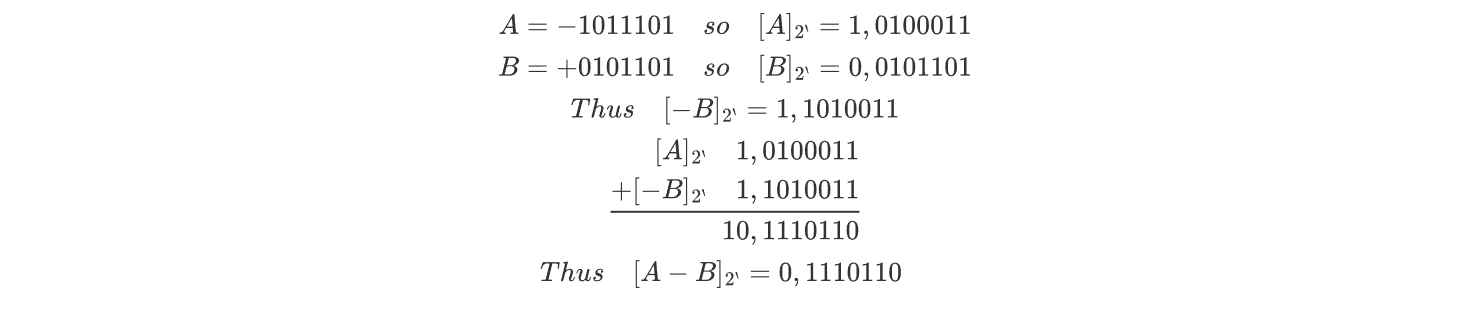 A = −1011101 so [A]2‵ = 1,0100011
B = +0101101 so [B]2‵ = 0,0101101
Thus [−B]2‵ = 1,1010011
[A]2‵ 1,0100011
+[−B]2‵ 1,1010011
10,1110110
Thus [A − B]2‵ = 0,1110110